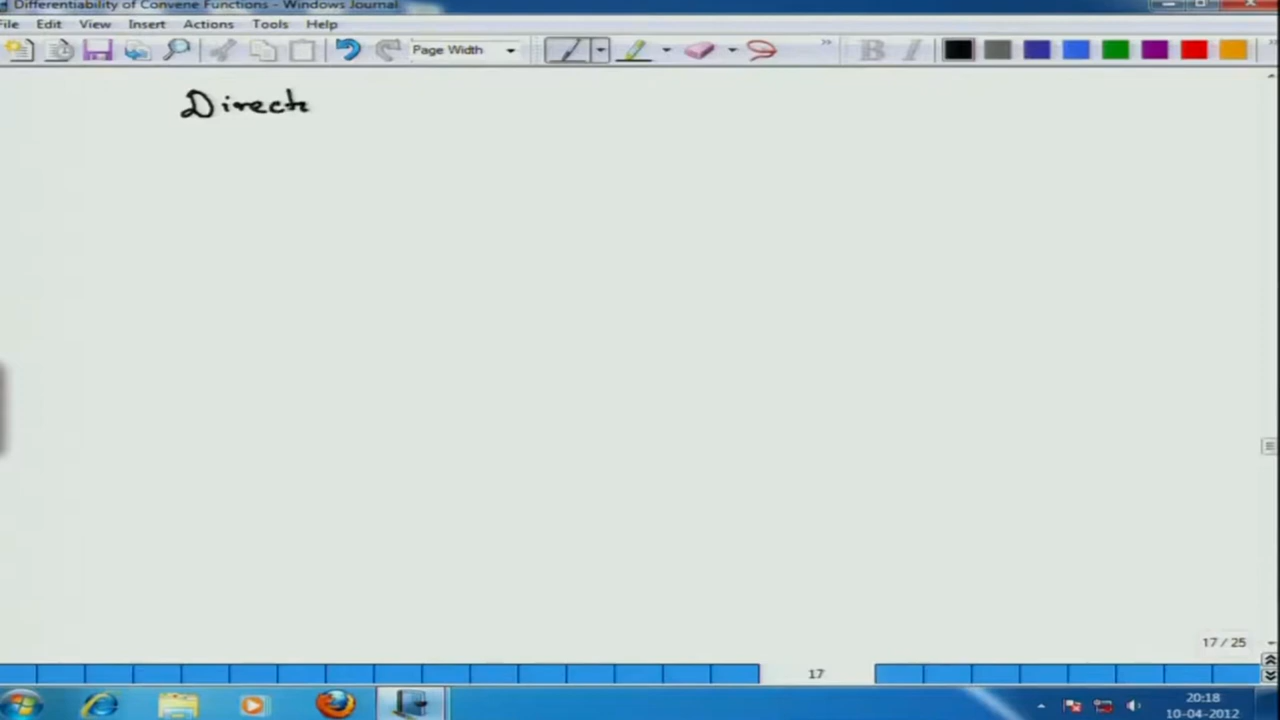 Differentiability of Convene Functions - Windows Journal
File Edit View Insert Actions Tools Help
Page Width B I
Direct
17 / 25
17
20:18
10-04-2012